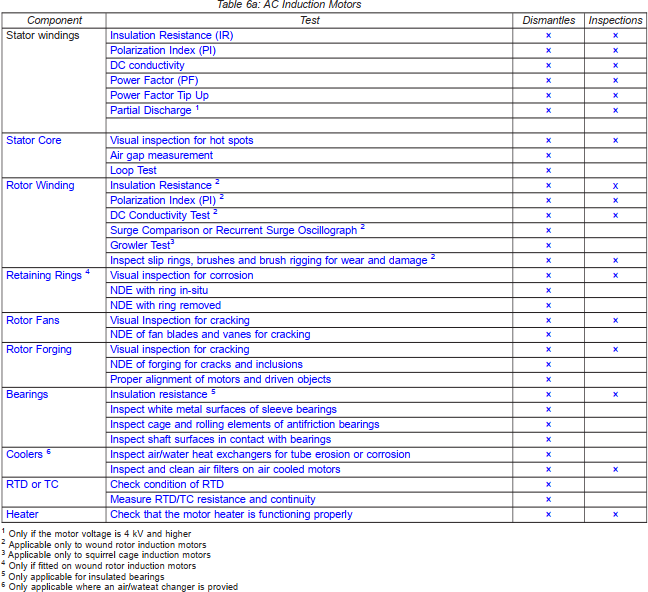 Table 6a: AC Induction Motors
Component Test Dismantles Inspections
Stator windings Insulation Resistance (IR) × ×
Polarization Index (PI) × ×
DC conductivity × ×
Power Factor (PF) × ×
Power Factor Tip Up × ×
Partial Discharge 1 × ×
Stator Core Visual inspection for hot spots × ×
Air gap measurement ×
Loop Test ×
Rotor Winding Insulation Resistance 2 × x
Polarization Index (PI) 2 × ×
DC Conductivity Test 2 × ×
Surge Comparison or Recurrent Surge Oscillograph 2 ×
Growler Test3 ×
Inspect slip rings, brushes and brush rigging for wear and damage 2 × ×
Retaining Rings 4 Visual inspection for corrosion × ×
NDE with ring in-situ ×
NDE with ring removed ×
Rotor Fans Visual Inspection for cracking × ×
NDE of fan blades and vanes for cracking ×
Rotor Forging Visual inspection for cracking × ×
NDE of forging for cracks and inclusions ×
Proper alignment of motors and driven objects ×
Bearings Insulation resistance 5 × ×
Inspect white metal surfaces of sleeve bearings ×
Inspect cage and rolling elements of antifriction bearings ×
Inspect shaft surfaces in contact with bearings ×
Coolers 6 Inspect air/water heat exchangers for tube erosion or corrosion ×
Inspect and clean air filters on air cooled motors × ×
RTD or TC Check condition of RTD ×
Measure RTD/TC resistance and continuity ×
Heater Check that the motor heater is functioning properly × ×
1 Only if the motor voltage is 4 kV and higher
2 Applicable only to wound rotor induction motors
3 Applicable only to squirrel cage induction motors
4 Only if fitted on wound rotor induction motors
5 Only applicable for insulated bearings
6 Only applicable where an air/wateat changer is provied